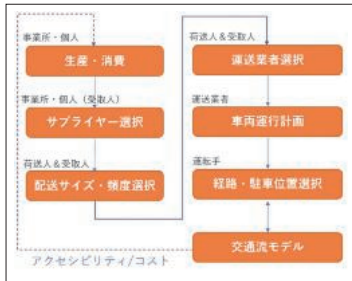 事業所・個人
生産・消費
事業所・個人（受取人）
サプライヤー選択
荷送人＆受取人
配送サイズ・頻度選択
荷送人＆受取人
運送業者選択
運送業者
車両運行計画
運転手
経路・駐車位置選択
交通流モデル
アクセシビリティ/コスト